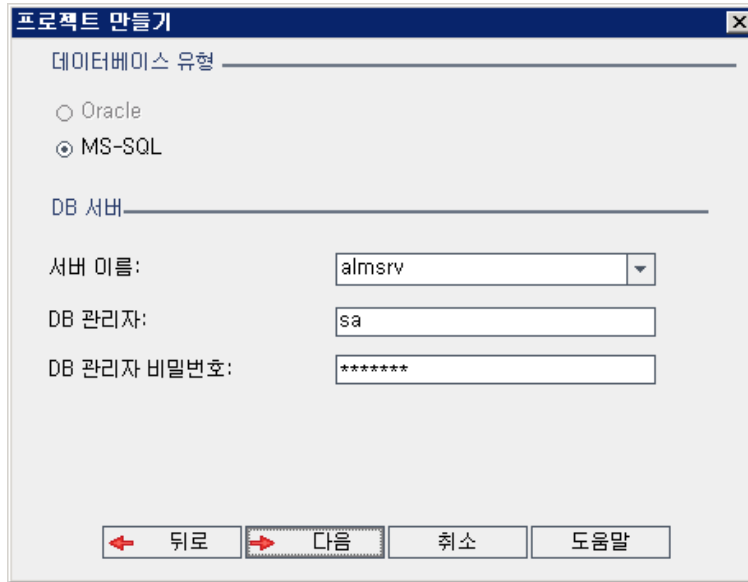 프로젝트 만들기
데이터베이스 유형
Oracle
MS-SQL
DB 서버
서버 이름: almsrv
DB 관리자: sa
DB 관리자 비밀번호: *******
뒤로 다음 취소 도움말